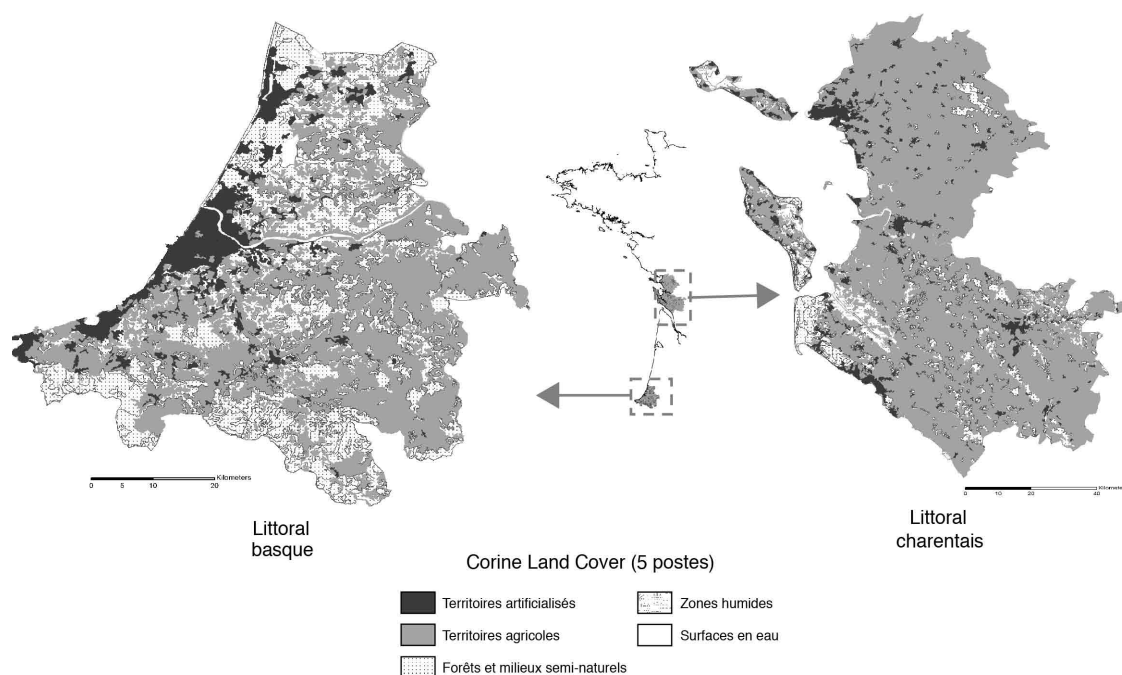 Kilometers
0 5 10 20
Littoral
basque
Kilometers
0 10 20 40
Littoral
charentais
Corine Land Cover (5 postes)
Territoires artificialisés
Zones humides
Territoires agricoles
Surfaces en eau
Forêts et milieux semi-naturels